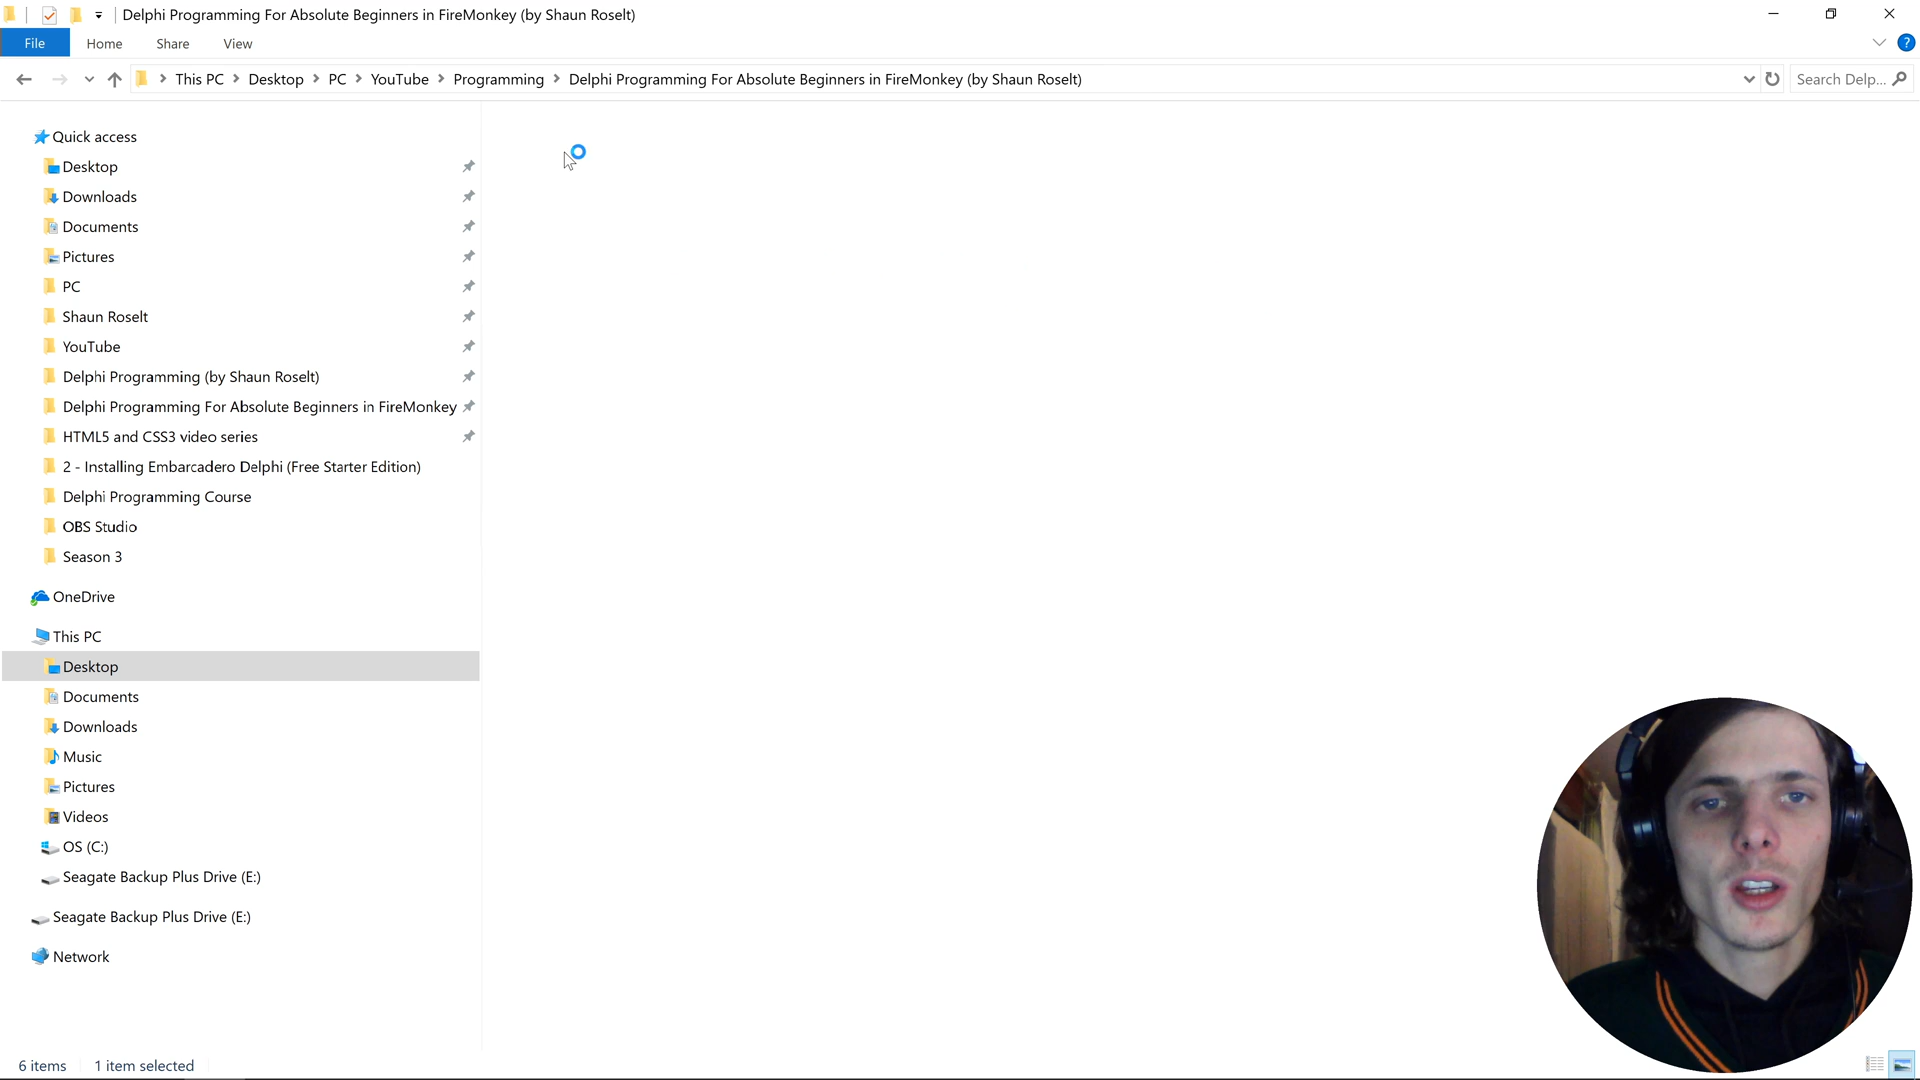 Delphi Programming For Absolute Beginners in FireMonkey (by Shaun Roselt)
File Home Share View
This PC Desktop PC YouTube Programming Delphi Programming For Absolute Beginners in FireMonkey (by Shaun Roselt) Search Delp...
Quick access
Desktop
Downloads
Documents
Pictures
PC
Shaun Roselt
YouTube
Delphi Programming (by Shaun Roselt)
Delphi Programming For Absolute Beginners in FireMonkey
HTML5 and CSS3 video series
2 - Installing Embarcadero Delphi (Free Starter Edition)
Delphi Programming Course
OBS Studio
Season 3
OneDrive
This PC
Desktop
Documents
Downloads
Music
Pictures
Videos
OS (C:)
Seagate Backup Plus Drive (E:)
Seagate Backup Plus Drive (E:)
Network
6 items 1 item selected